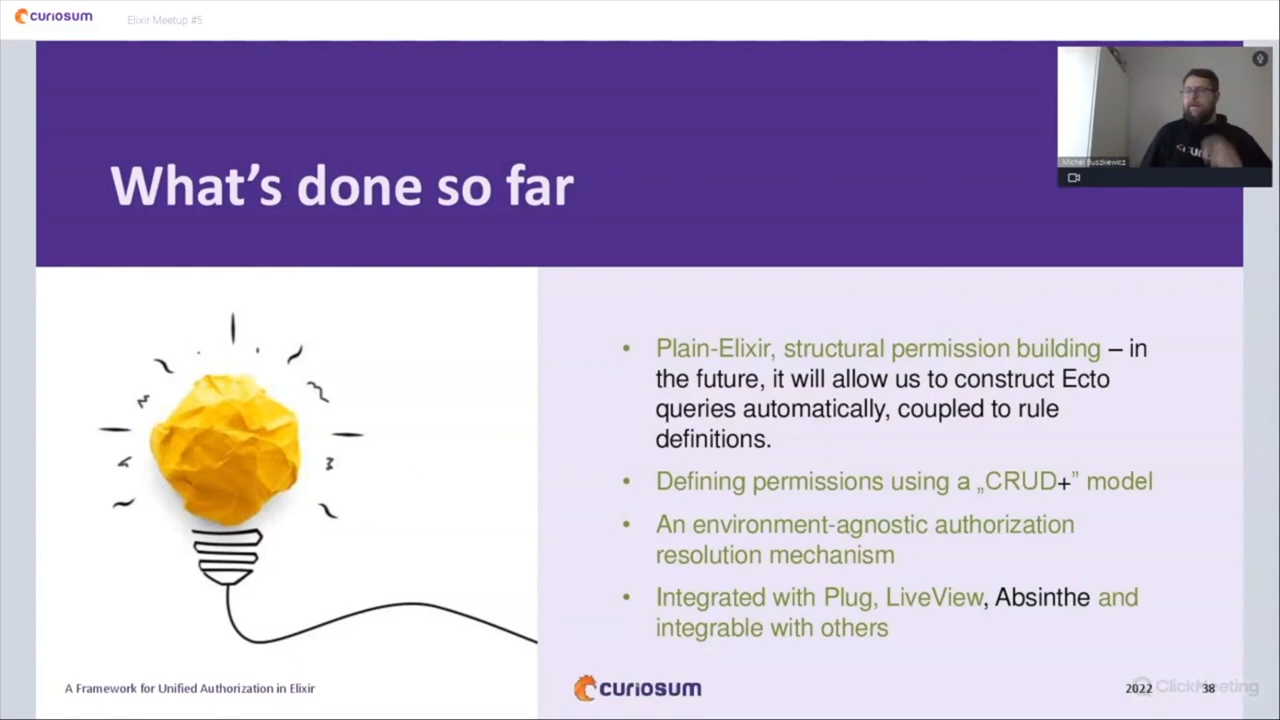 curiosum
Elixir Meetup #5
Michał Buszkewicz
What's done so far
• Plain-Elixir, structural permission building – in
the future, it will allow us to construct Ecto
queries automatically, coupled to rule
definitions.
• Defining permissions using a „CRUD+” model
• An environment-agnostic authorization
resolution mechanism
• Integrated with Plug, LiveView, Absinthe and
integrable with others
A Framework for Unified Authorization in Elixir
curiosum
2022
ClickMeeting
38